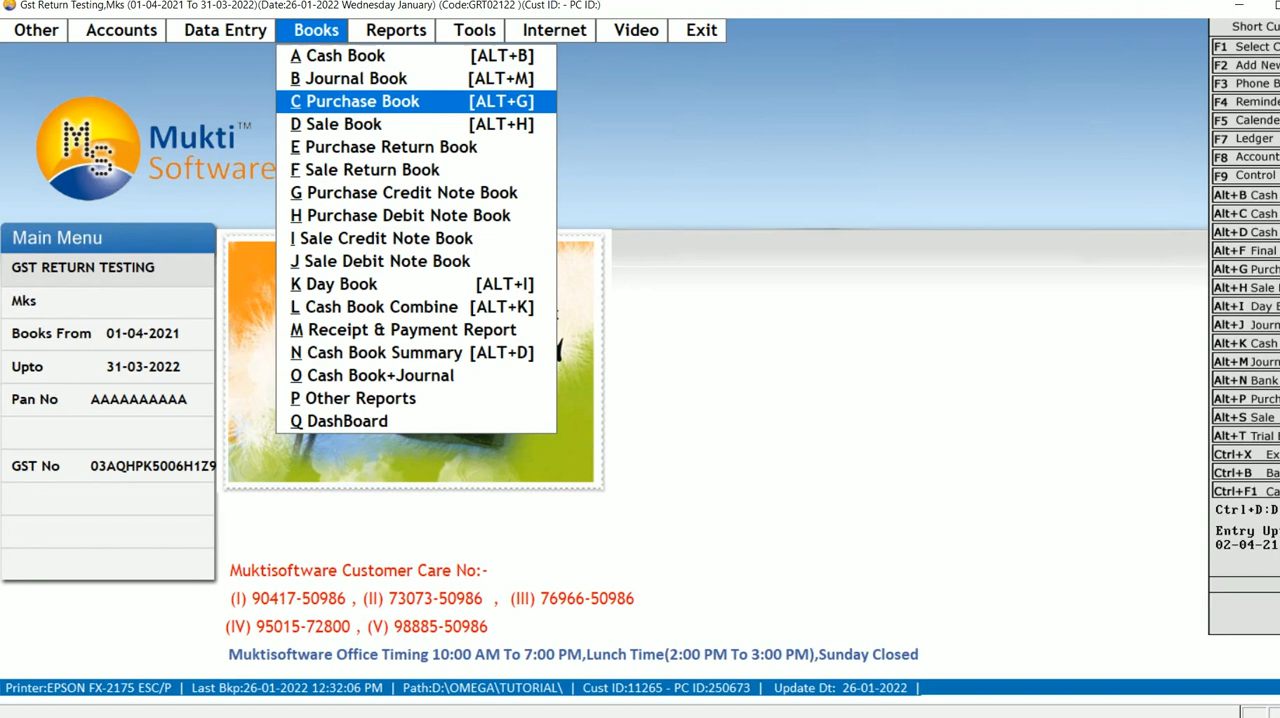 Gst Return Testing,Mks (01-04-2021 To 31-03-2022)(Date:26-01-2022 Wednesday January) (Code:GRT02122 )(Cust ID: - PC ID:)
Other Accounts Data Entry Books Reports Tools Internet Video Exit
A Cash Book [ALT+B]
B Journal Book [ALT+M]
C Purchase Book [ALT+G]
D Sale Book [ALT+H]
E Purchase Return Book
F Sale Return Book
G Purchase Credit Note Book
H Purchase Debit Note Book
I Sale Credit Note Book
J Sale Debit Note Book
K Day Book [ALT+I]
L Cash Book Combine [ALT+K]
M Receipt & Payment Report
N Cash Book Summary [ALT+D]
O Cash Book+Journal
P Other Reports
Q DashBoard
MS
Mukti™
Software
Main Menu
GST RETURN TESTING
Mks
Books From 01-04-2021
Upto 31-03-2022
Pan No AAAAAAAAAA
GST No 03AQHPK5006H1Z9
Muktisoftware Customer Care No:-
(I) 90417-50986 , (II) 73073-50986 , (III) 76966-50986
(IV) 95015-72800 , (V) 98885-50986
Muktisoftware Office Timing 10:00 AM To 7:00 PM,Lunch Time(2:00 PM To 3:00 PM),Sunday Closed
Short Cu
F1 Select C
F2 Add New
F3 Phone B
F4 Reminde
F5 Calende
F7 Ledger
F8 Account
F9 Control
Alt+B Cash
Alt+C Cash
Alt+D Cash
Alt+F Final
Alt+G Purch
Alt+H Sale
Alt+I Day B
Alt+J Journ
Alt+K Cash
Alt+M Journ
Alt+N Bank
Alt+P Purch
Alt+S Sale
Alt+T Trial
Ctrl+X Ex
Ctrl+B Ba
Ctrl+F1 Ca
Ctrl+D:D
Entry Up
02-04-21
Printer:EPSON FX-2175 ESC/P | Last Bkp:26-01-2022 12:32:06 PM | Path:D:\OMEGA\TUTORIAL\ | Cust ID:11265 - PC ID:250673 | Update Dt: 26-01-2022 |